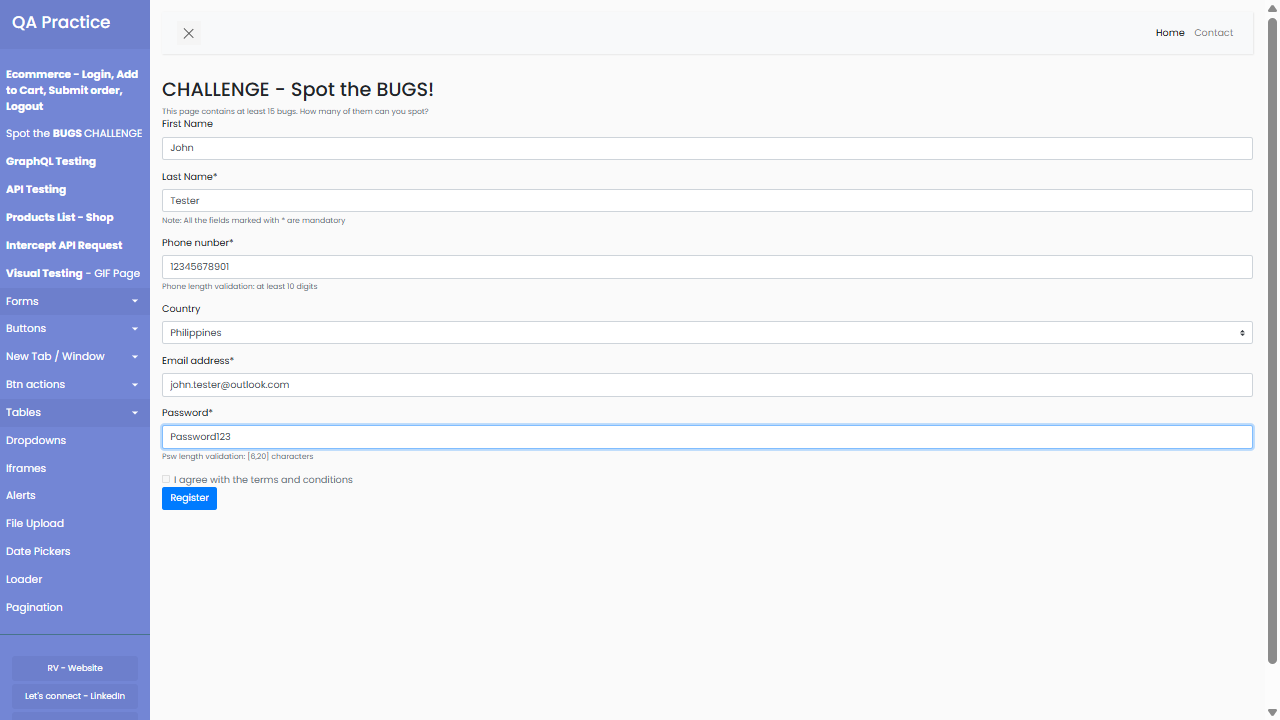 QA Practice
Ecommerce - Login, Add
to Cart, Submit order,
Logout
Spot the BUGS CHALLENGE
GraphQL Testing
API Testing
Products List - Shop
Intercept API Request
Visual Testing - GIF Page
Forms
Buttons
New Tab / Window
Btn actions
Tables
Dropdowns
Iframes
Alerts
File Upload
Date Pickers
Loader
Pagination
RV - Website
Let's connect - LinkedIn
Home Contact
CHALLENGE - Spot the BUGS!
This page contains at least 15 bugs. How many of them can you spot?
First Name
John
Last Name*
Tester
Note: All the fields marked with * are mandatory
Phone nunber*
12345678901
Phone length validation: at least 10 digits
Country
Philippines
Email address*
john.tester@outlook.com
Password*
Password123
Psw length validation: [6,20] characters
I agree with the terms and conditions
Register